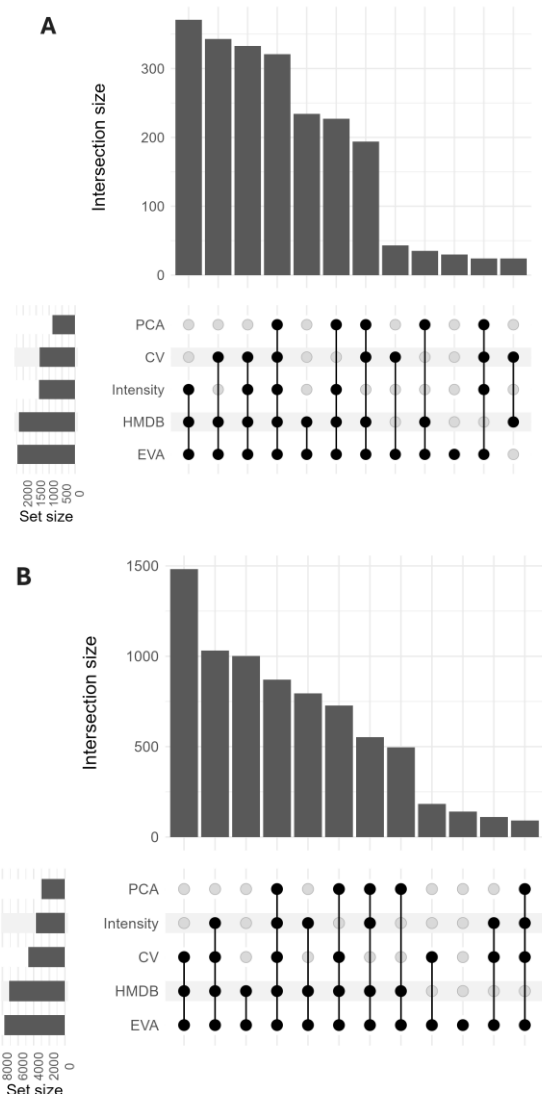 A
Intersection size
300
200
100
0
PCA
CV
Intensity
HMDB
EVA
2000
1500
1000
500
0
Set size
B
Intersection size
1500
1000
500
0
PCA
Intensity
CV
HMDB
EVA
8000
6000
4000
2000
0
Set size